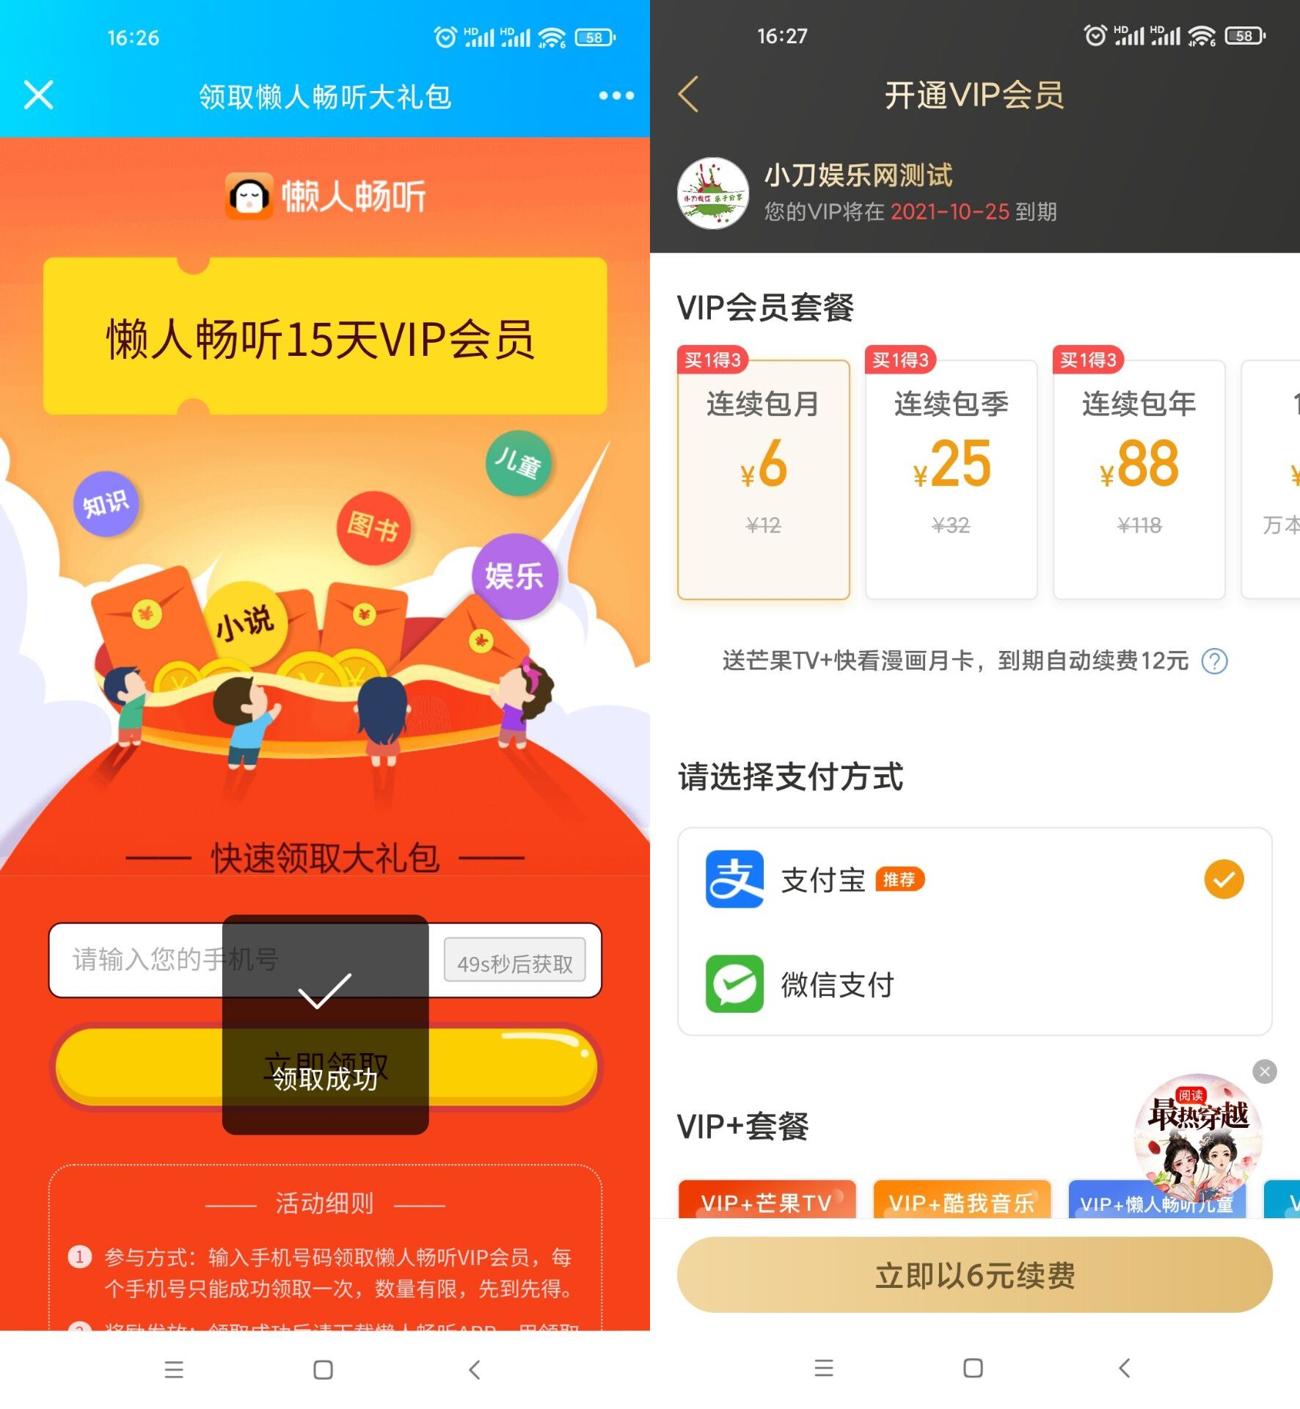 16:26
HD HD 6 58
领取懒人畅听大礼包
懒人畅听
懒人畅听15天VIP会员
儿童
知识
图书
娱乐
小说
快速领取大礼包
请输入您的手机号
49s秒后获取
立即领取
领取成功
活动细则
1 参与方式：输入手机号码领取懒人畅听VIP会员，每
个手机号只能成功领取一次，数量有限，先到先得。
16:27
HD HD 6 58
开通VIP会员
小刀娱乐网测试
您的VIP将在 2021-10-25 到期
VIP会员套餐
买1得3 买1得3 买1得3
连续包月 连续包季 连续包年
¥6 ¥25 ¥88
¥12 ¥32 ¥118 万本
送芒果TV+快看漫画月卡，到期自动续费12元 ?
请选择支付方式
支付宝 推荐
微信支付
阅读
最热穿越
VIP+套餐
VIP+芒果TV VIP+酷我音乐 VIP+懒人畅听儿童 V
立即以6元续费